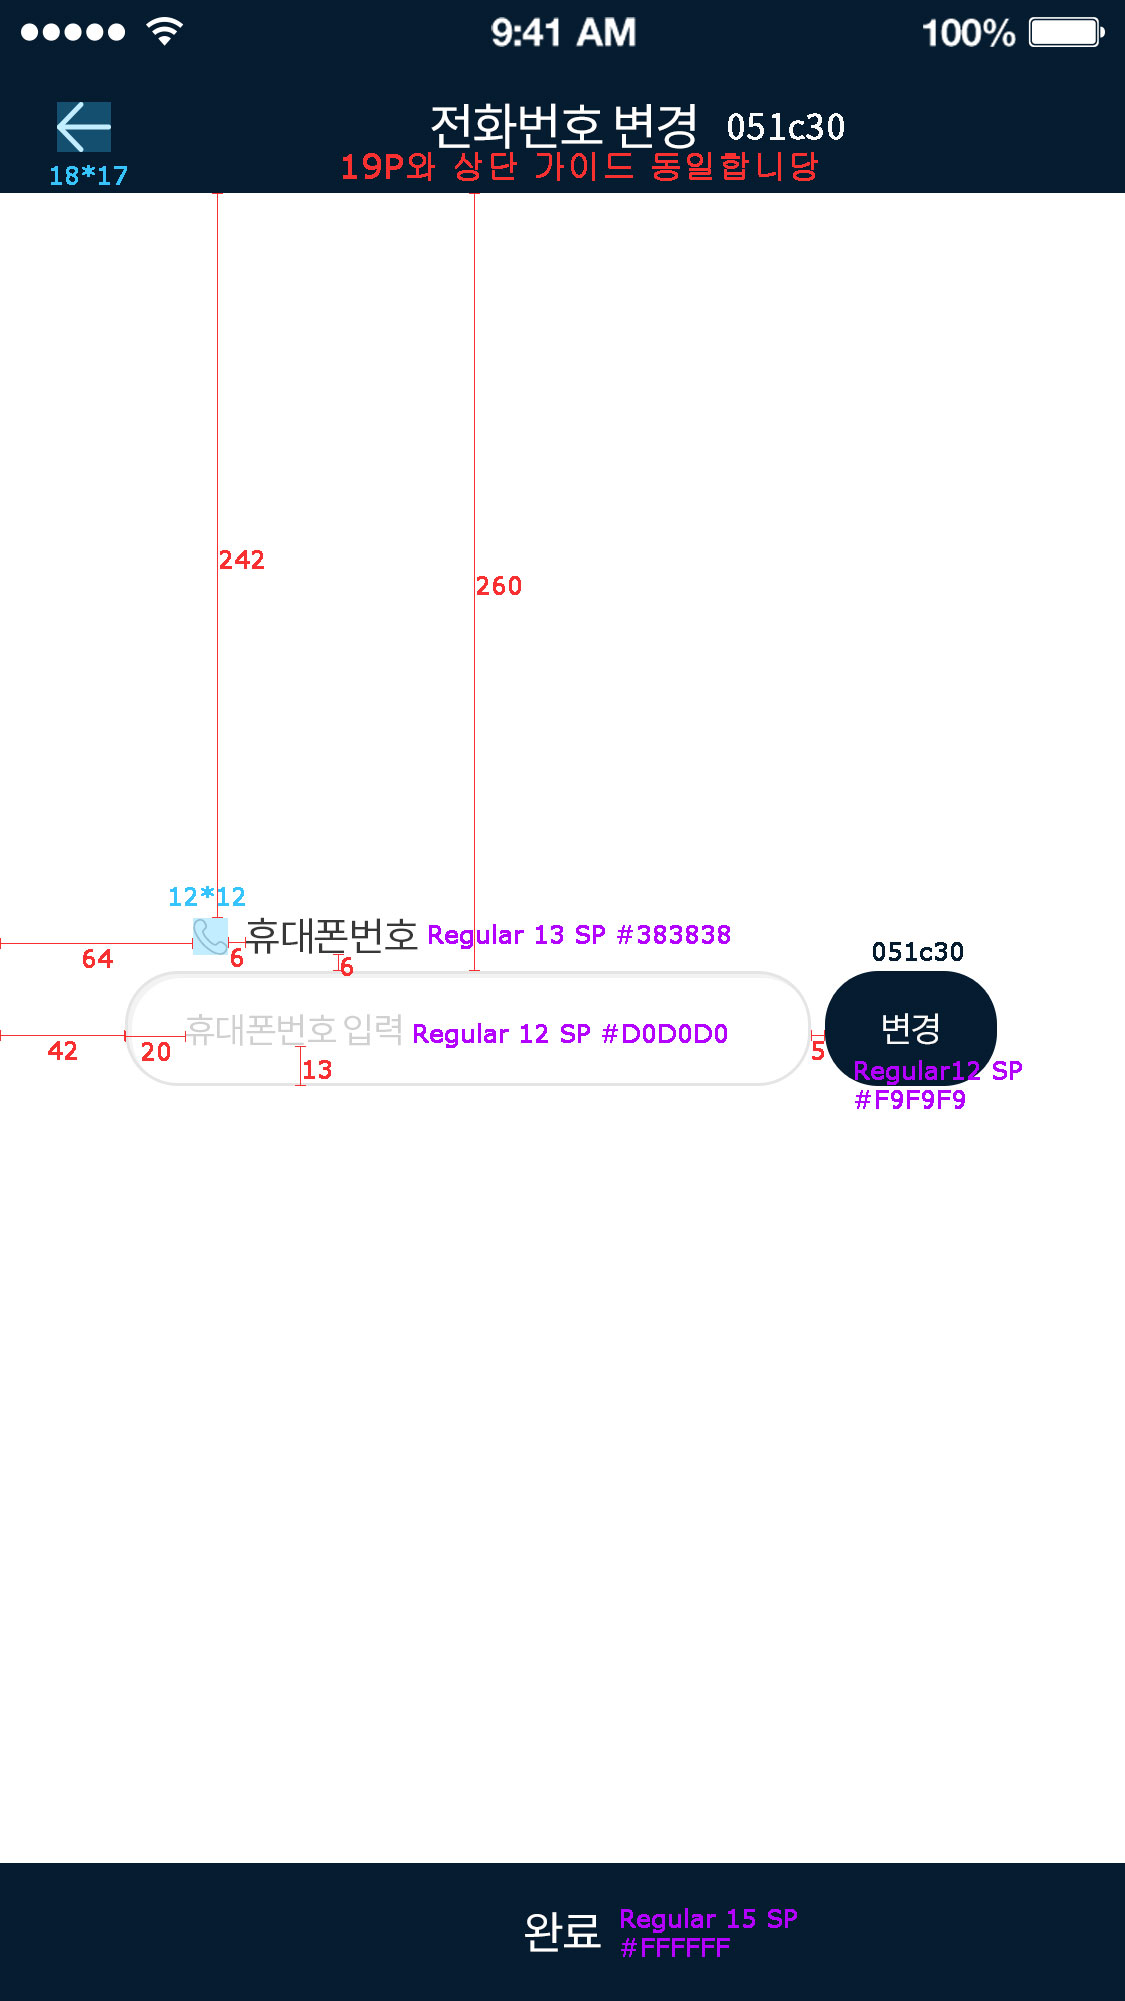 9:41 AM 100%
전화번호 변경 051c30
18*17 19P와 상단 가이드 동일합니당
242
260
12*12
휴대폰번호 Regular 13 SP #383838
64 6 6
051c30
휴대폰번호 입력 Regular 12 SP #D0D0D0
변경
42 20 13 5
Regular12 SP
#F9F9F9
완료 Regular 15 SP
#FFFFFF